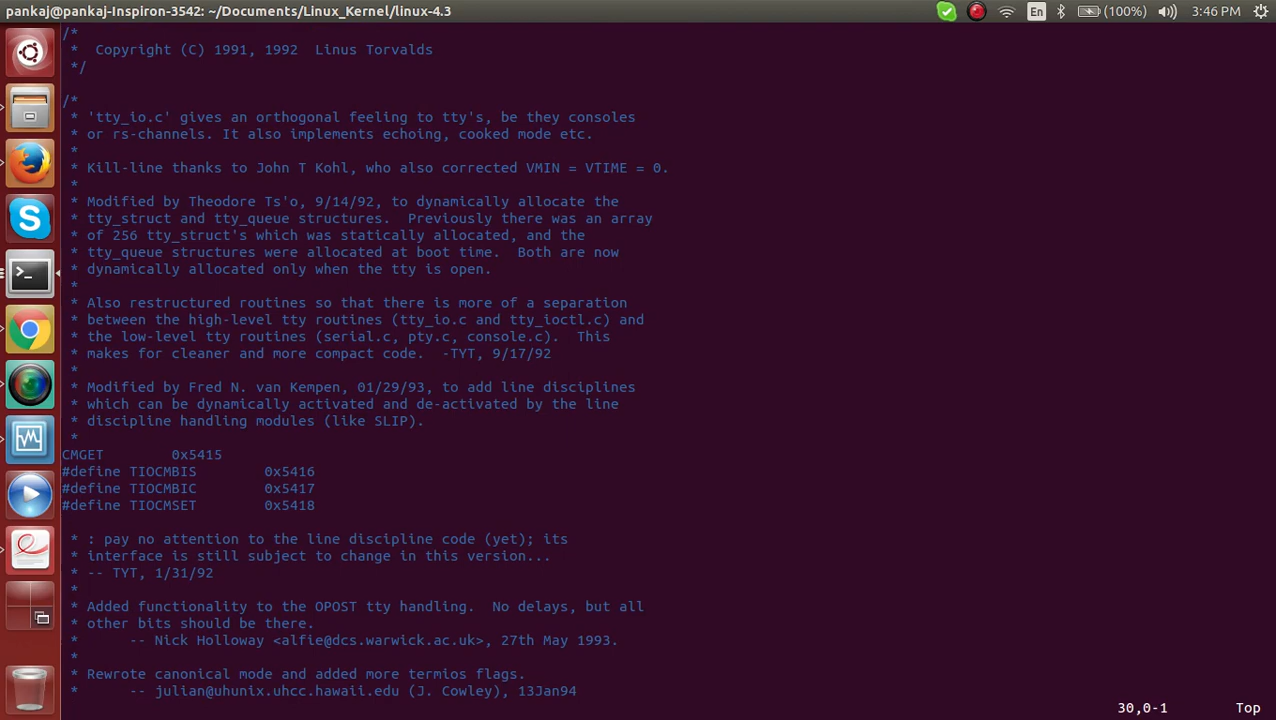 pankaj@pankaj-Inspiron-3542: ~/Documents/Linux_Kernel/linux-4.3
En
(100%)
3:46 PM
/*
 *  Copyright (C) 1991, 1992  Linus Torvalds
 */

/*
 * 'tty_io.c' gives an orthogonal feeling to tty's, be they consoles
 * or rs-channels. It also implements echoing, cooked mode etc.
 *
 * Kill-line thanks to John T Kohl, who also corrected VMIN = VTIME = 0.
 *
 * Modified by Theodore Ts'o, 9/14/92, to dynamically allocate the
 * tty_struct and tty_queue structures.  Previously there was an array
 * of 256 tty_struct's which was statically allocated, and the
 * tty_queue structures were allocated at boot time.  Both are now
 * dynamically allocated only when the tty is open.
 *
 * Also restructured routines so that there is more of a separation
 * between the high-level tty routines (tty_io.c and tty_ioctl.c) and
 * the low-level tty routines (serial.c, pty.c, console.c).  This
 * makes for cleaner and more compact code.  -TYT, 9/17/92
 *
 * Modified by Fred N. van Kempen, 01/29/93, to add line disciplines
 * which can be dynamically activated and de-activated by the line
 * discipline handling modules (like SLIP).
 *
CMGET        0x5415
#define TIOCMBIS        0x5416
#define TIOCMBIC        0x5417
#define TIOCMSET        0x5418

 * : pay no attention to the line discipline code (yet); its
 * interface is still subject to change in this version...
 * -- TYT, 1/31/92
 *
 * Added functionality to the OPOST tty handling.  No delays, but all
 * other bits should be there.
 *      -- Nick Holloway <alfie@dcs.warwick.ac.uk>, 27th May 1993.
 *
 * Rewrote canonical mode and added more termios flags.
 *      -- julian@uhunix.uhcc.hawaii.edu (J. Cowley), 13Jan94
30,0-1        Top